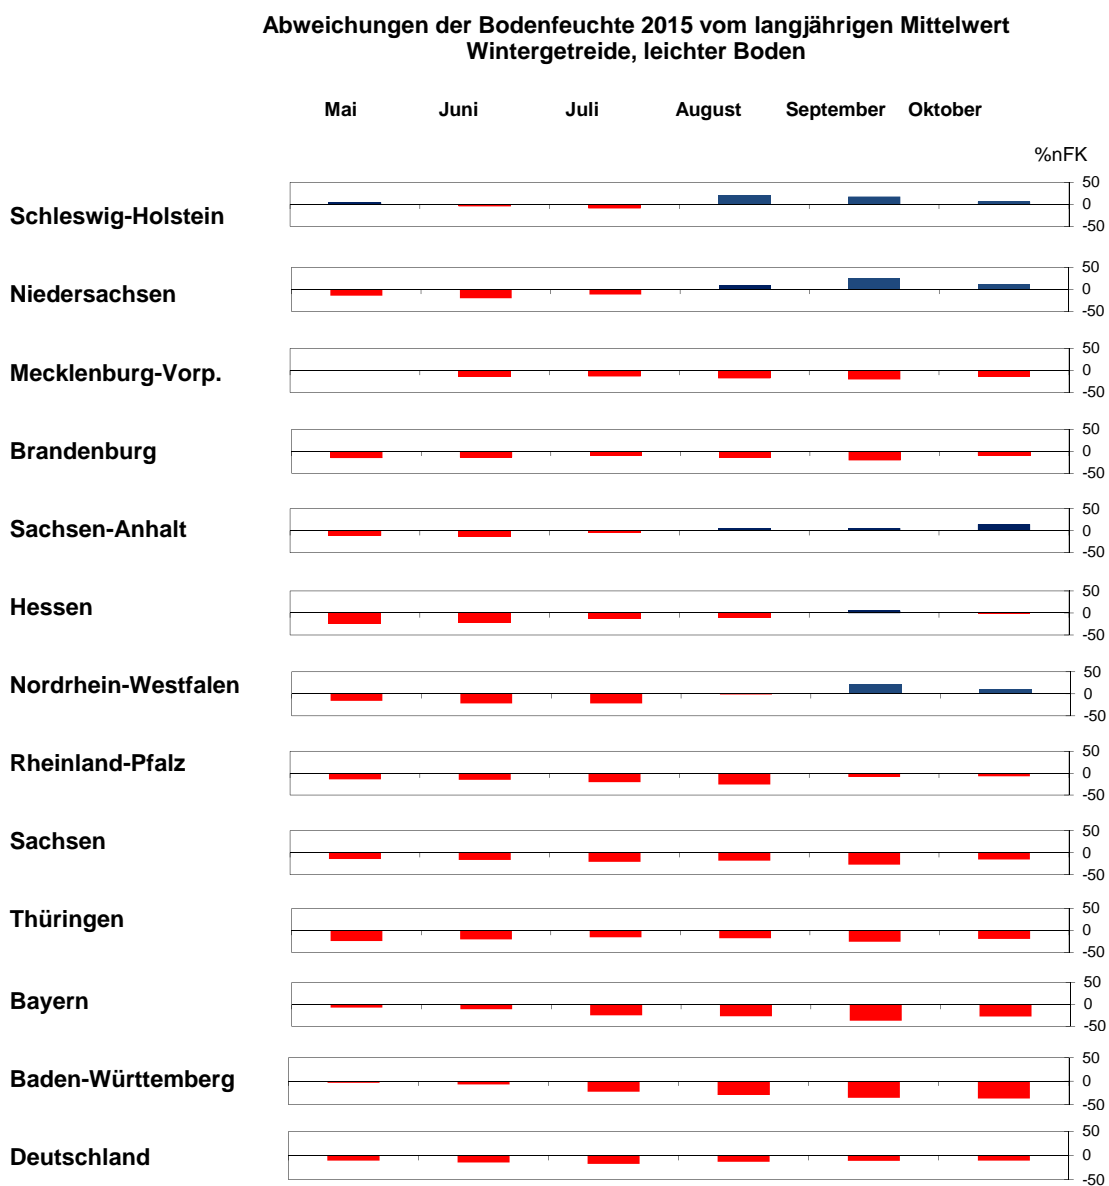 Abweichungen der Bodenfeuchte 2015 vom langjährigen Mittelwert
Wintergetreide, leichter Boden
Mai Juni Juli August September Oktober
%nFK
50
Schleswig-Holstein 0
-50
50
Niedersachsen 0
-50
50
Mecklenburg-Vorp. 0
-50
50
Brandenburg 0
-50
50
Sachsen-Anhalt 0
-50
50
Hessen 0
-50
50
Nordrhein-Westfalen 0
-50
50
Rheinland-Pfalz 0
-50
50
Sachsen 0
-50
50
Thüringen 0
-50
50
Bayern 0
-50
50
Baden-Württemberg 0
-50
50
Deutschland 0
-50